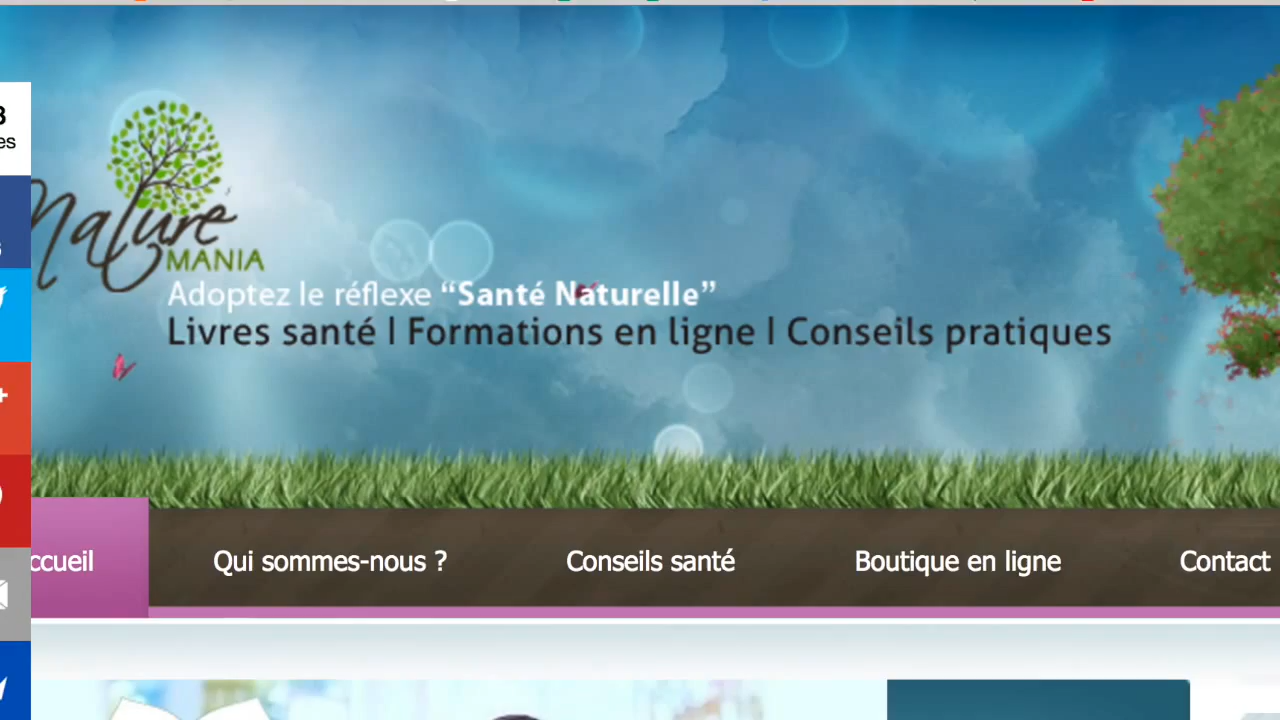 Nature
MANIA
Adoptez le réflexe “Santé Naturelle”
Livres santé | Formations en ligne | Conseils pratiques
ccueil
Qui sommes-nous ?
Conseils santé
Boutique en ligne
Contact